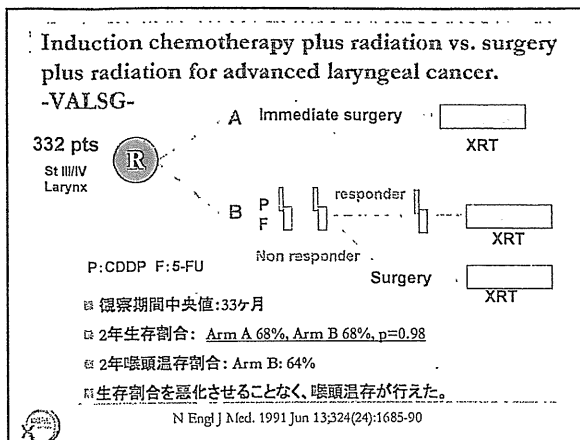 Induction chemotherapy plus radiation vs. surgery
plus radiation for advanced laryngeal cancer.
-VALSG-
A Immediate surgery
XRT
332 pts
R
St III/IV
Larynx
B P F responder
XRT
Non responder
Surgery
XRT
P:CDDP F:5-FU
観察期間中央値:33ヶ月
2年生存割合: Arm A 68%, Arm B 68%, p=0.98
2年喉頭温存割合: Arm B: 64%
生存割合を悪化させることなく、喉頭温存が行えた。
N Engl J Med. 1991 Jun 13;324(24):1685-90